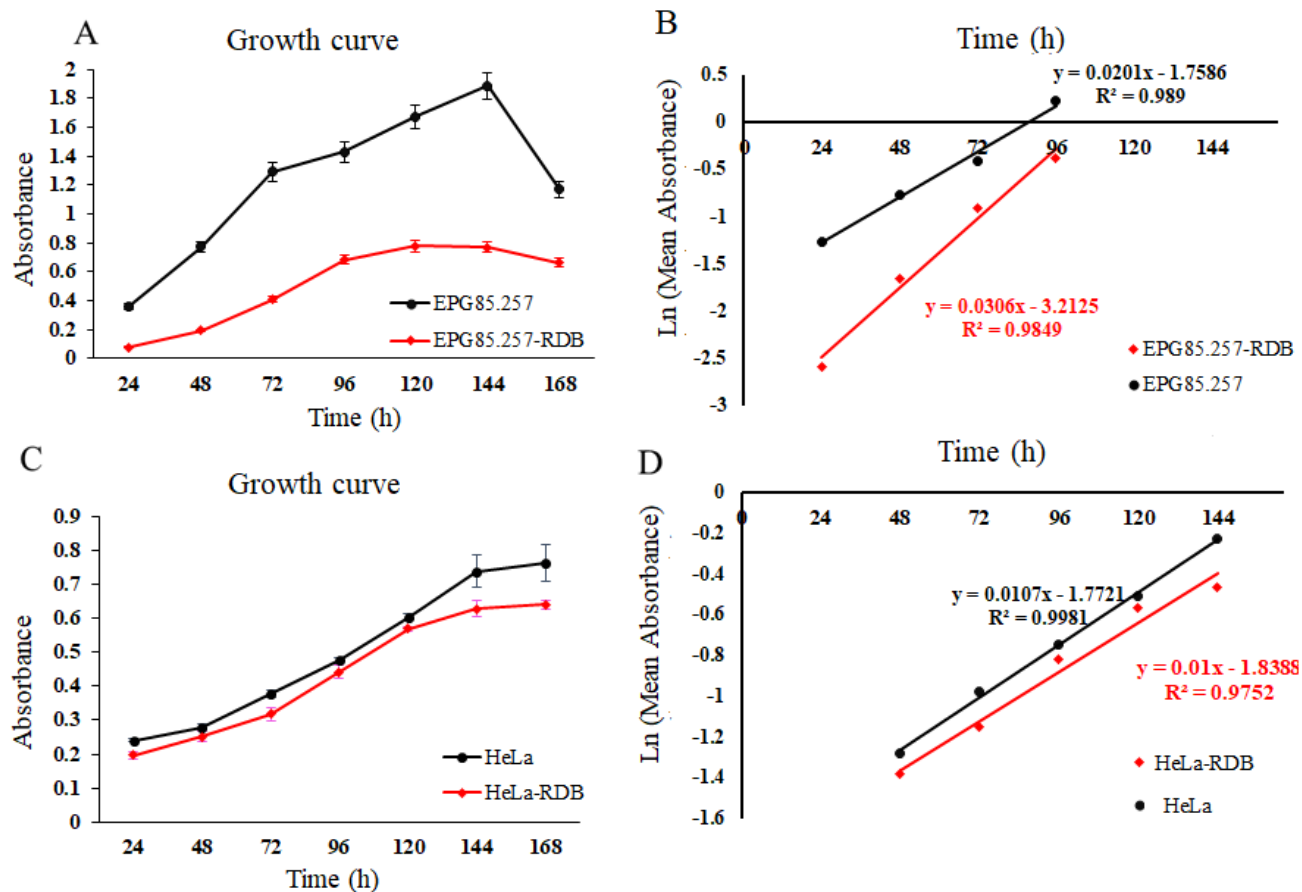 A
Growth curve
Absorbance
2
1.8
1.6
1.4
1.2
1
0.8
0.6
0.4
0.2
0
EPG85.257
EPG85.257-RDB
24 48 72 96 120 144 168
Time (h)
B
Time (h)
Ln (Mean Absorbance)
0.5
0
-0.5
-1
-1.5
-2
-2.5
-3
0 24 48 72 96 120 144
y = 0.0201x - 1.7586
R² = 0.989
y = 0.0306x - 3.2125
R² = 0.9849
EPG85.257-RDB
EPG85.257
C
Growth curve
Absorbance
0.9
0.8
0.7
0.6
0.5
0.4
0.3
0.2
0.1
0
HeLa
HeLa-RDB
24 48 72 96 120 144 168
Time (h)
D
Time (h)
Ln (Mean Absorbance)
0
-0.2
-0.4
-0.6
-0.8
-1
-1.2
-1.4
-1.6
0 24 48 72 96 120 144
y = 0.0107x - 1.7721
R² = 0.9981
y = 0.01x - 1.8388
R² = 0.9752
HeLa-RDB
HeLa